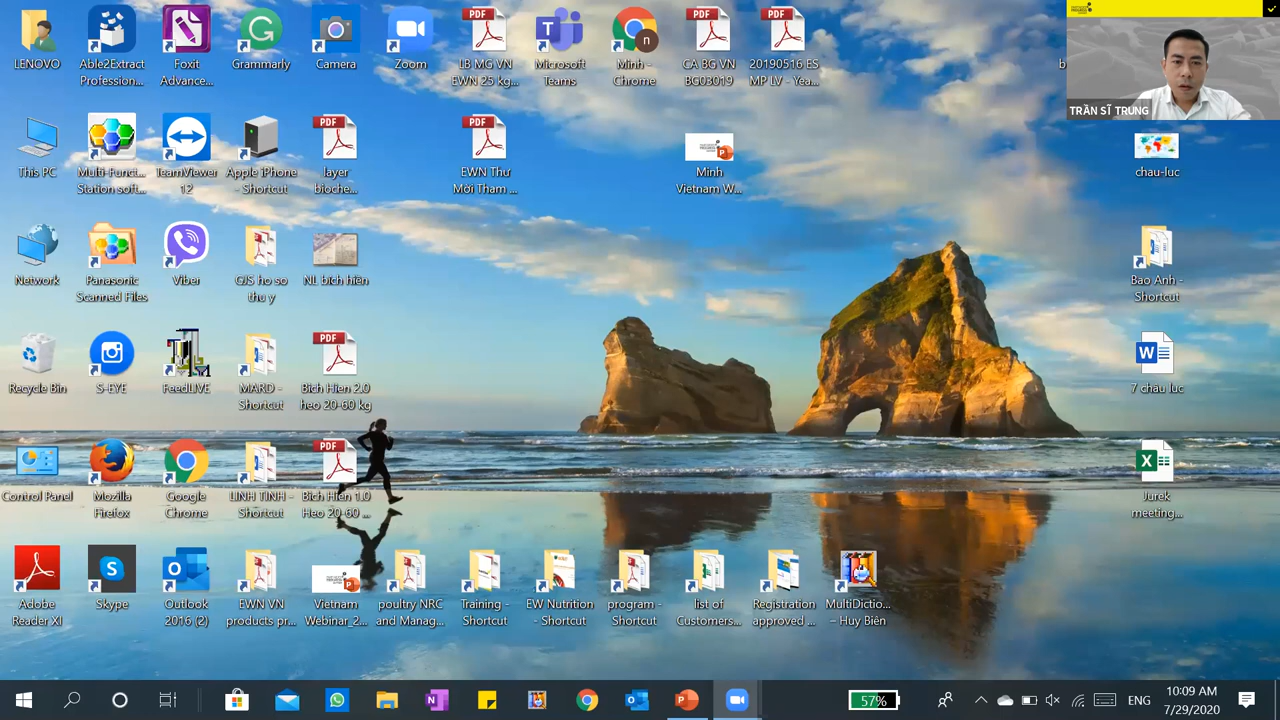 LENOVO
Able2Extract
Profession...
Foxit
Advance...
Grammarly
Camera
Zoom
PDF
LB MG VN
EWN 25 kg...
Microsoft
Teams
n
Minh -
Chrome
PDF
CA BG VN
BG03019
PDF
20190516 ES
MP LV - Yea...
b
TRẦN SĨ TRUNG
This PC
Multi-Funct...
Station soft...
TeamViewer
12
Apple iPhone
- Shortcut
PDF
layer
bioche...
PDF
EWN Thư
Mời Tham ...
Minh
Vietnam W...
chau-luc
Network
Panasonic
Scanned Files
Viber
GIS ho so
thu y
NL bich hiên
Bao Anh -
Shortcut
Recycle Bin
S-EYE
FeedLIVE
MARD -
Shortcut
PDF
Bich Hien 2.0
heo 20-60 kg
W
7 chau luc
Control Panel
Mozilla
Firefox
Google
Chrome
LINH TINH -
Shortcut
PDF
Bich Hien 1.0
Heo 20-60 ...
X
Jurek
meeting...
Adobe
Reader XI
S
Skype
O
Outlook
2016 (2)
EWN VN
products pr...
Vietnam
Webinar_2...
poultry NRC
and Manag...
Training -
Shortcut
EW Nutrition
- Shortcut
program -
Shortcut
list of
Customers...
Registration
approved ...
MultiDictio...
– Huy Biên
57%
ENG
10:09 AM
7/29/2020